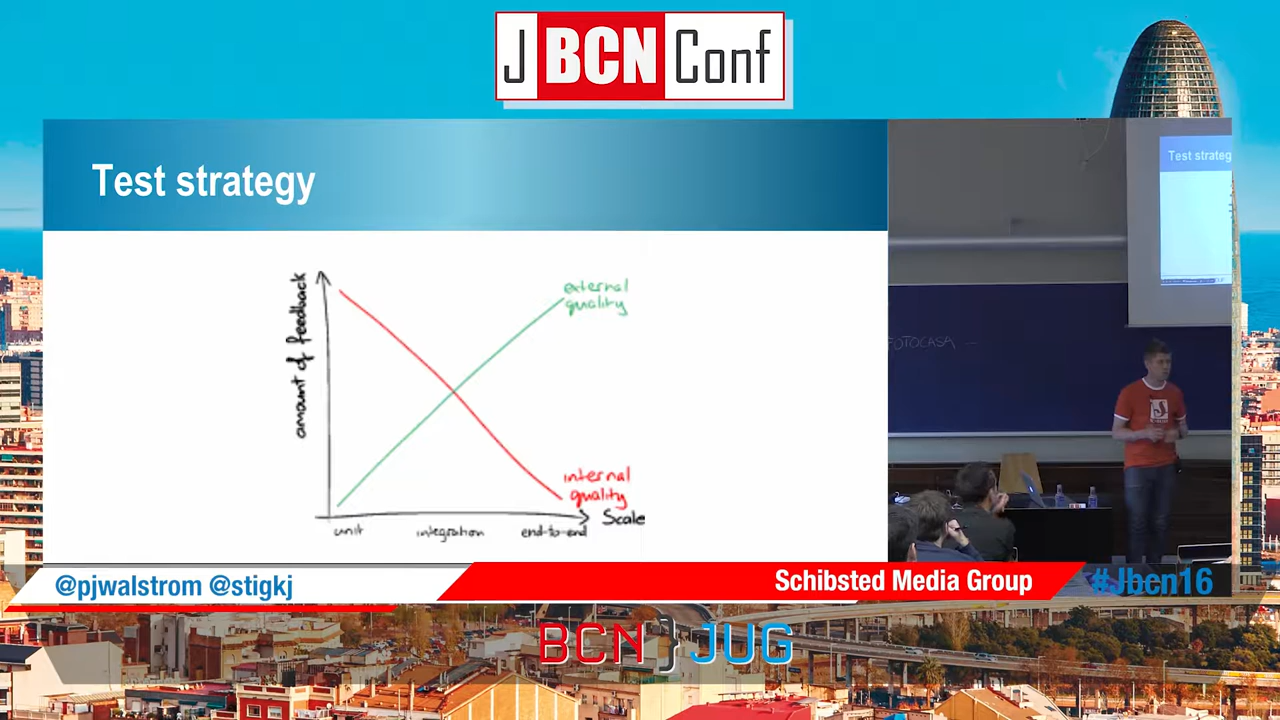 J BCN Conf
Test strategy
Test strateg
amount of feedback
external
quality
internal
quality
Scale
unit
integration
end-to-end
FOTOCASA
@pjwalstrom @stigkj
Schibsted Media Group
#Jbcn16
BCN JUG